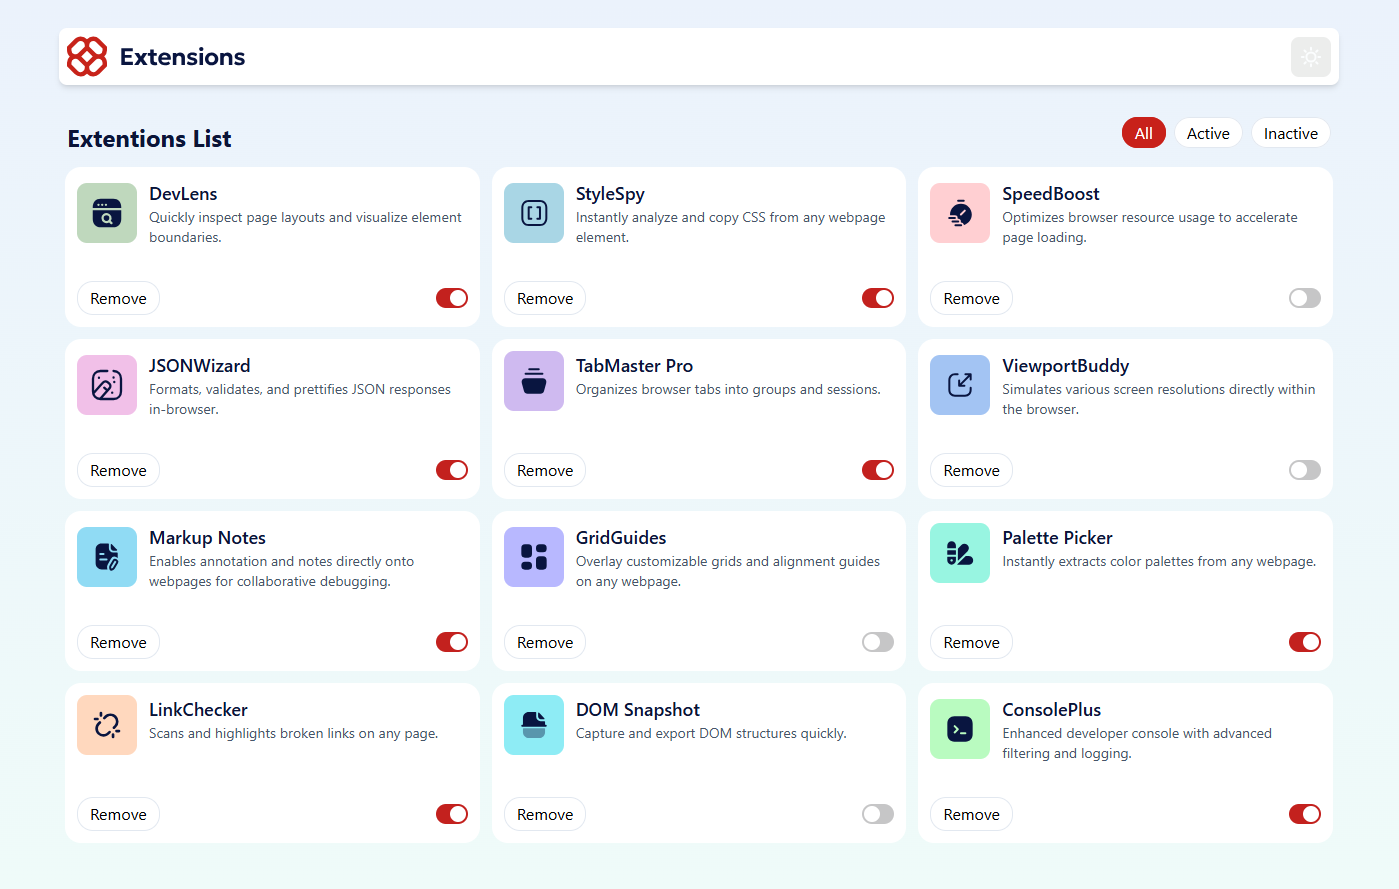 Extensions
Extentions List
All
Active
Inactive
DevLens
Quickly inspect page layouts and visualize element
boundaries.
Remove
StyleSpy
Instantly analyze and copy CSS from any webpage
element.
Remove
SpeedBoost
Optimizes browser resource usage to accelerate
page loading.
Remove
JSONWizard
Formats, validates, and prettifies JSON responses
in-browser.
Remove
TabMaster Pro
Organizes browser tabs into groups and sessions.
Remove
ViewportBuddy
Simulates various screen resolutions directly within
the browser.
Remove
Markup Notes
Enables annotation and notes directly onto
webpages for collaborative debugging.
Remove
GridGuides
Overlay customizable grids and alignment guides
on any webpage.
Remove
Palette Picker
Instantly extracts color palettes from any webpage.
Remove
LinkChecker
Scans and highlights broken links on any page.
Remove
DOM Snapshot
Capture and export DOM structures quickly.
Remove
ConsolePlus
Enhanced developer console with advanced
filtering and logging.
Remove